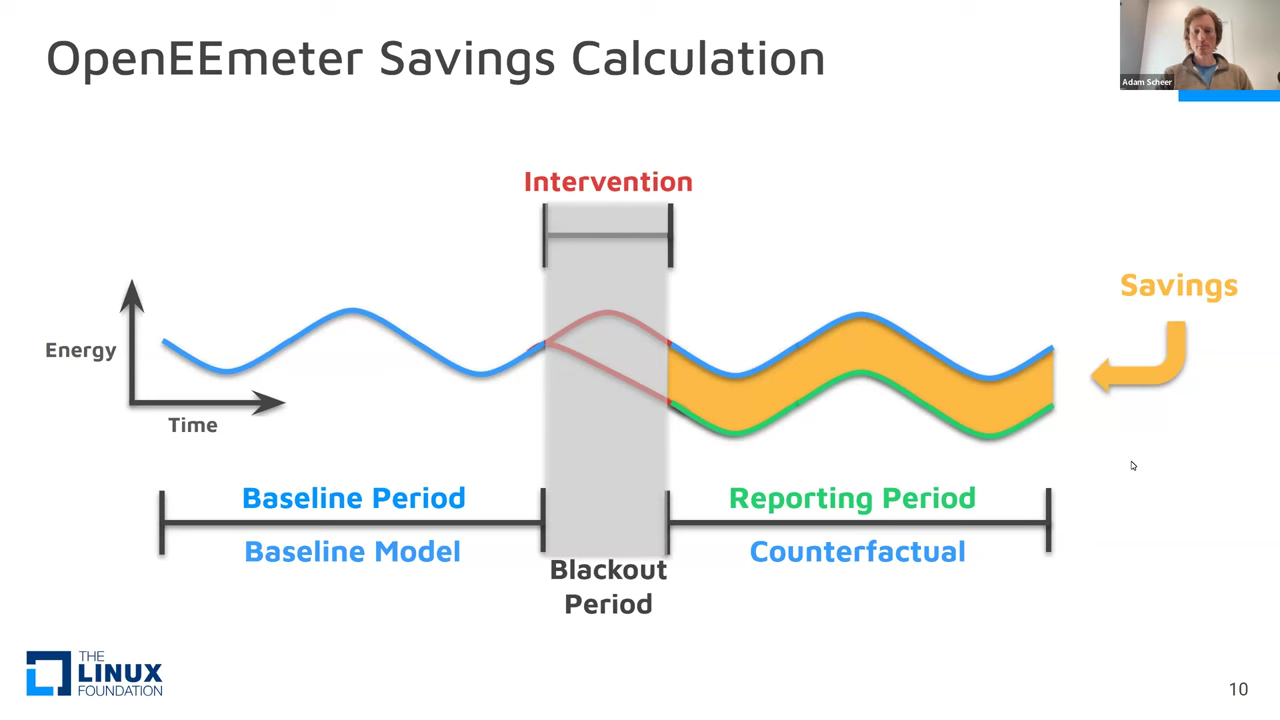 OpenEEmeter Savings Calculation
Adam Scheer
Intervention
Savings
Energy
Time
Baseline Period
Reporting Period
Baseline Model
Counterfactual
Blackout
Period
THE
LINUX
FOUNDATION
10